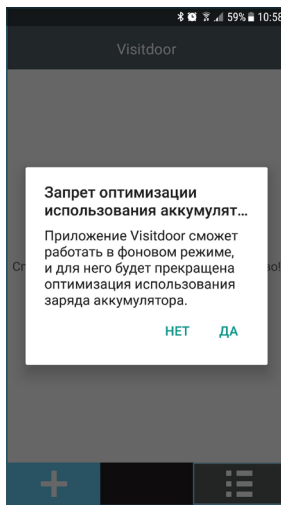 59% 10:58
Visitdoor
Запрет оптимизации
использования аккумулят...
Приложение Visitdoor сможет
работать в фоновом режиме,
и для него будет прекращена
оптимизация использования
заряда аккумулятора.
НЕТ ДА